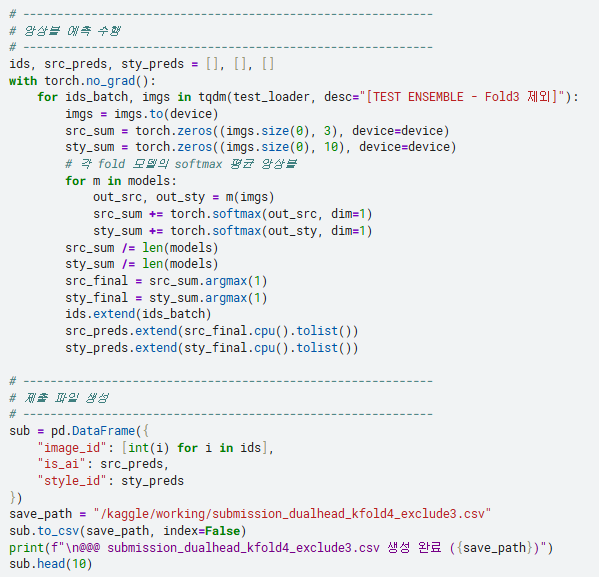 # -------------------------------------------------------------
# 앙상블 예측 수행
# -------------------------------------------------------------
ids, src_preds, sty_preds = [], [], []
with torch.no_grad():
    for ids_batch, imgs in tqdm(test_loader, desc="[TEST ENSEMBLE - Fold3 제외]"):
        imgs = imgs.to(device)
        src_sum = torch.zeros((imgs.size(0), 3), device=device)
        sty_sum = torch.zeros((imgs.size(0), 10), device=device)
        # 각 fold 모델의 softmax 평균 앙상블
        for m in models:
            out_src, out_sty = m(imgs)
            src_sum += torch.softmax(out_src, dim=1)
            sty_sum += torch.softmax(out_sty, dim=1)
        src_sum /= len(models)
        sty_sum /= len(models)
        src_final = src_sum.argmax(1)
        sty_final = sty_sum.argmax(1)
        ids.extend(ids_batch)
        src_preds.extend(src_final.cpu().tolist())
        sty_preds.extend(sty_final.cpu().tolist())
# -------------------------------------------------------------
# 제출 파일 생성
# -------------------------------------------------------------
sub = pd.DataFrame({
    "image_id": [int(i) for i in ids],
    "is_ai": src_preds,
    "style_id": sty_preds
})
save_path = "/kaggle/working/submission_dualhead_kfold4_exclude3.csv"
sub.to_csv(save_path, index=False)
print(f"\n@@@ submission_dualhead_kfold4_exclude3.csv 생성 완료 ({save_path})")
sub.head(10)